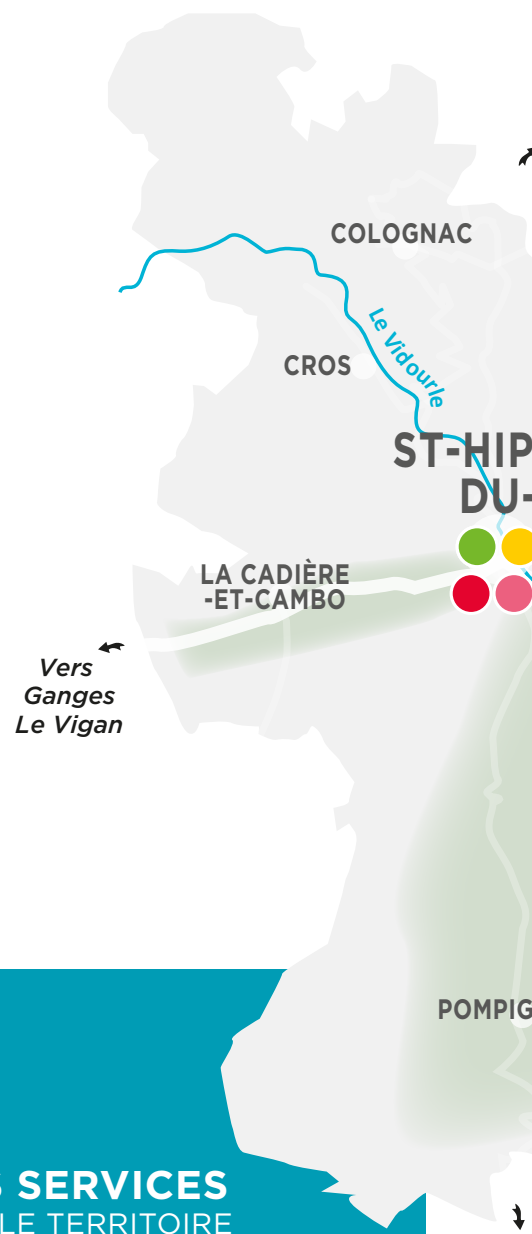 COLOGNAC
Le Vidourle
CROS
ST-HIP
DU-
LA CADIÈRE
-ET-CAMBO
Vers
Ganges
Le Vigan
POMPIG
S SERVICES
LE TERRITOIRE